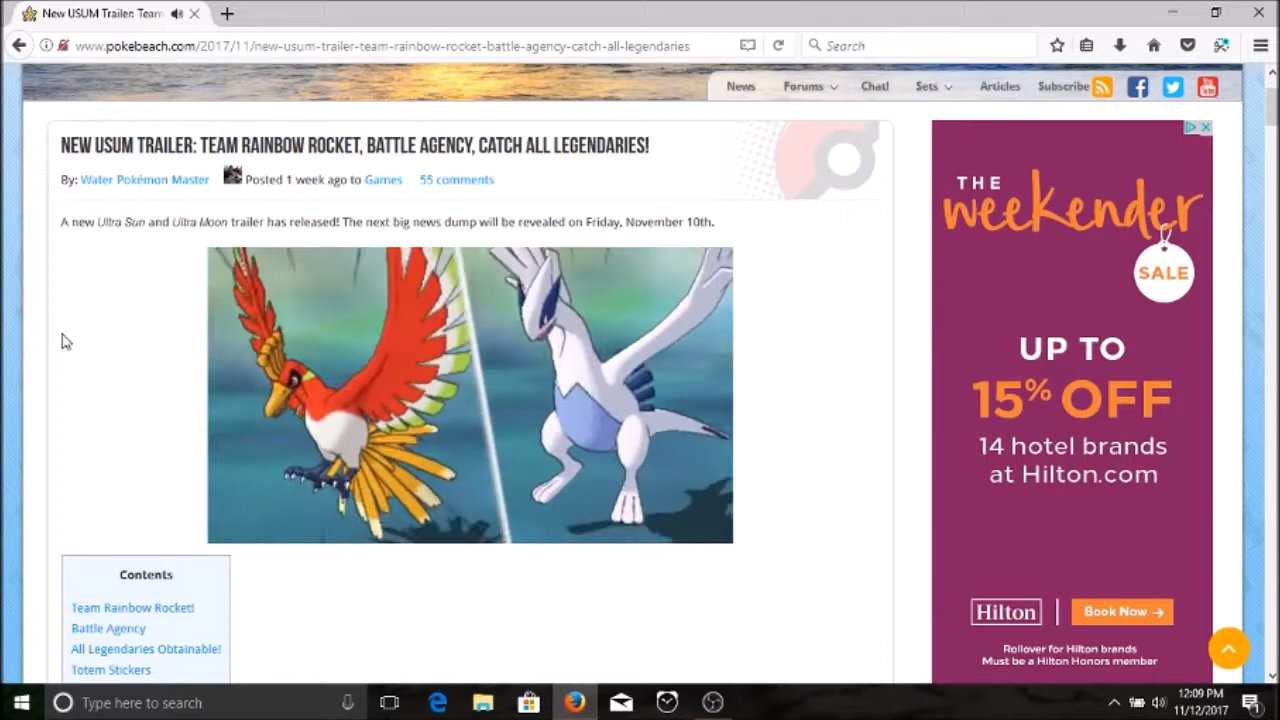 New USUM Trailer: Team
www.pokebeach.com/2017/11/new-usum-trailer-team-rainbow-rocket-battle-agency-catch-all-legendaries
Search
News
Forums
Chat!
Sets
Articles
Subscribe
NEW USUM TRAILER: TEAM RAINBOW ROCKET, BATTLE AGENCY, CATCH ALL LEGENDARIES!
By: Water Pokémon Master Posted 1 week ago to Games 55 comments
A new Ultra Sun and Ultra Moon trailer has released! The next big news dump will be revealed on Friday, November 10th.
Contents
Team Rainbow Rocket!
Battle Agency
All Legendaries Obtainable!
Totem Stickers
THE
weekender
SALE
UP TO
15% OFF
14 hotel brands
at Hilton.com
Hilton
Book Now
Rollover for Hilton brands
Must be a Hilton Honors member
Type here to search
12:09 PM
11/12/2017